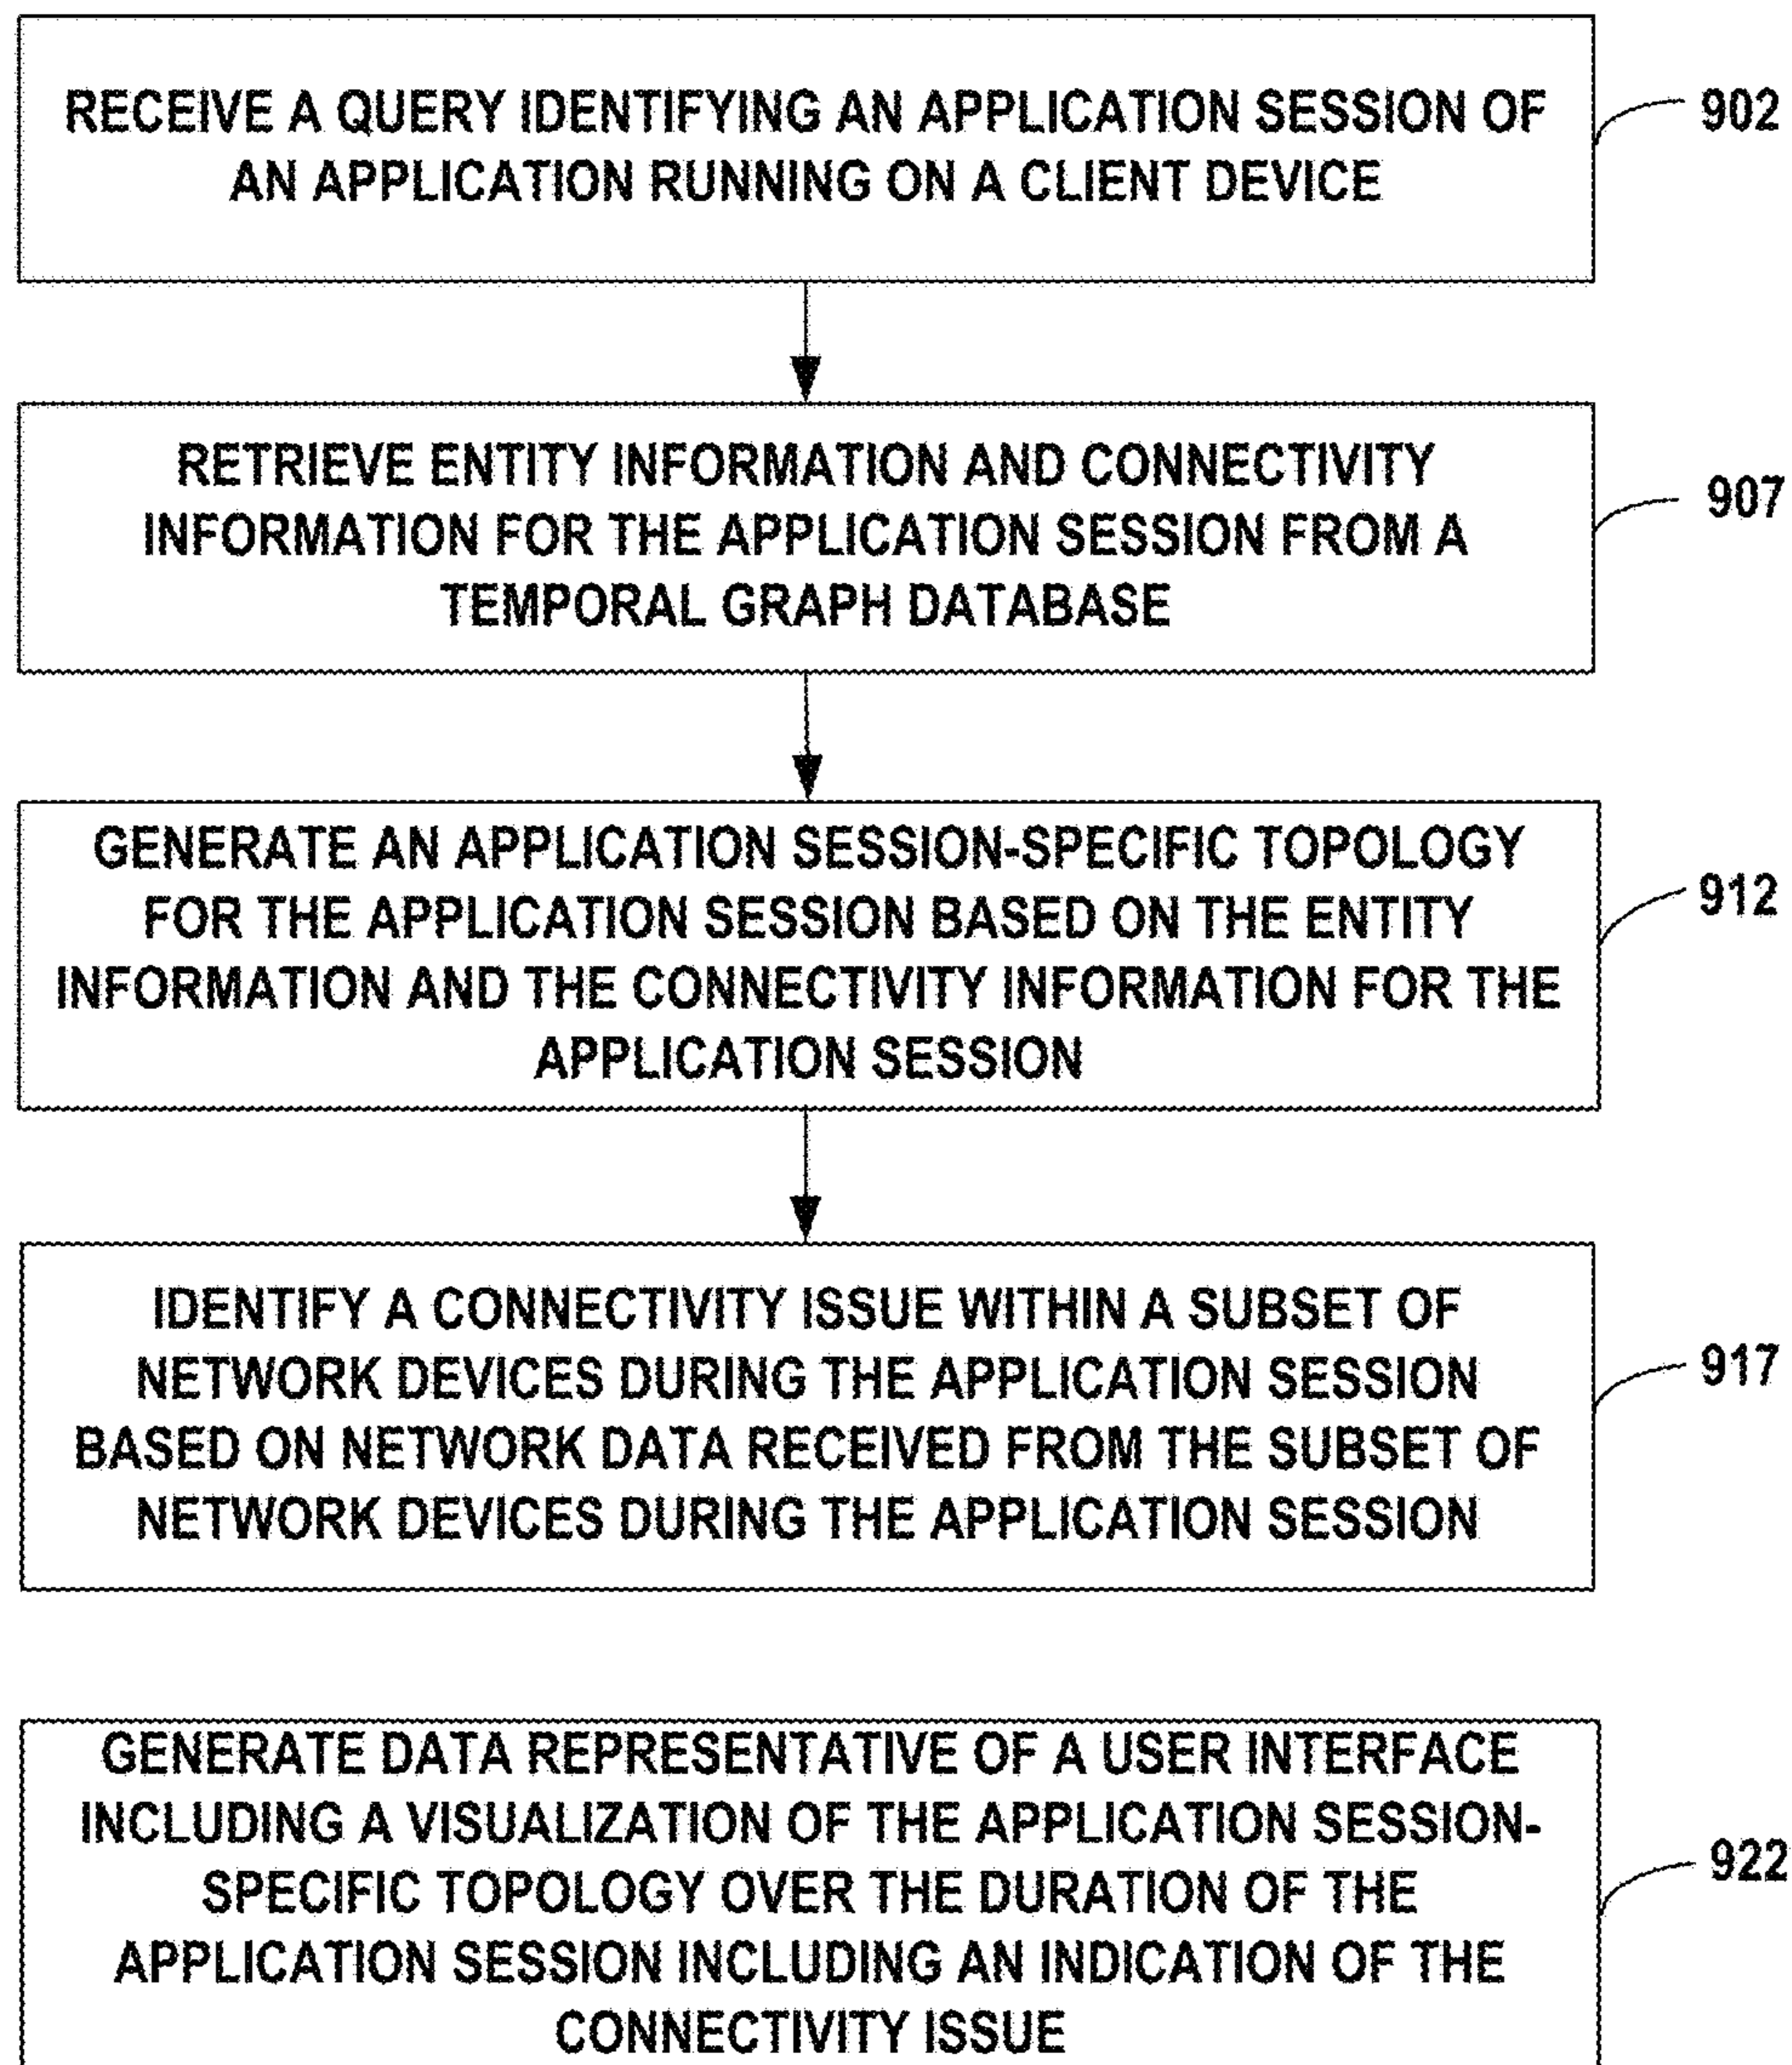 RECEIVE A QUERY IDENTIFYING AN APPLICATION SESSION OF
AN APPLICATION RUNNING ON A CLIENT DEVICE
902
RETRIEVE ENTITY INFORMATION AND CONNECTIVITY
INFORMATION FOR THE APPLICATION SESSION FROM A
TEMPORAL GRAPH DATABASE
907
GENERATE AN APPLICATION SESSION-SPECIFIC TOPOLOGY
FOR THE APPLICATION SESSION BASED ON THE ENTITY
INFORMATION AND THE CONNECTIVITY INFORMATION FOR THE
APPLICATION SESSION
912
IDENTIFY A CONNECTIVITY ISSUE WITHIN A SUBSET OF
NETWORK DEVICES DURING THE APPLICATION SESSION
BASED ON NETWORK DATA RECEIVED FROM THE SUBSET OF
NETWORK DEVICES DURING THE APPLICATION SESSION
917
GENERATE DATA REPRESENTATIVE OF A USER INTERFACE
INCLUDING A VISUALIZATION OF THE APPLICATION SESSION-
SPECIFIC TOPOLOGY OVER THE DURATION OF THE
APPLICATION SESSION INCLUDING AN INDICATION OF THE
CONNECTIVITY ISSUE
922